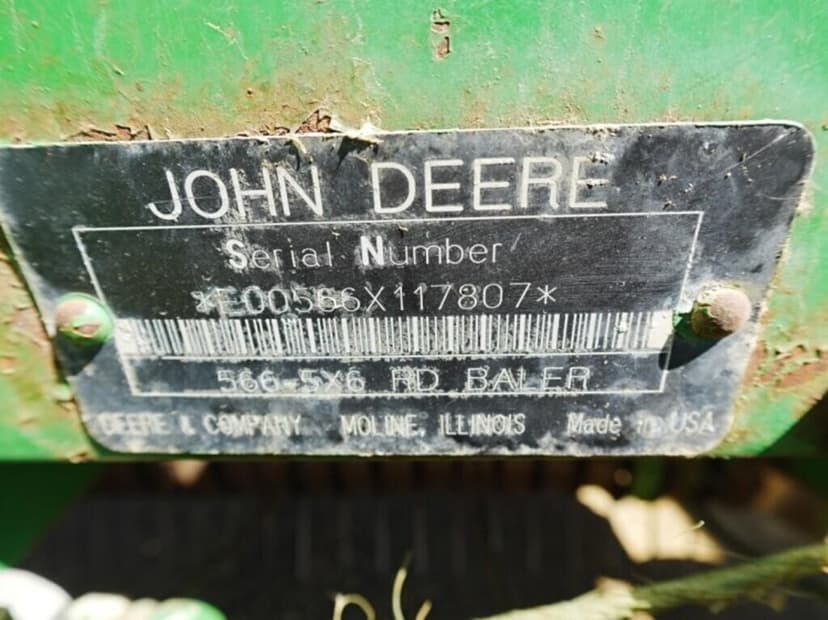 JOHN DEERE
Serial Number
*E00566X117807*
566-5X6 RD BALER
DEERE & COMPANY MOLINE, ILLINOIS Made in USA